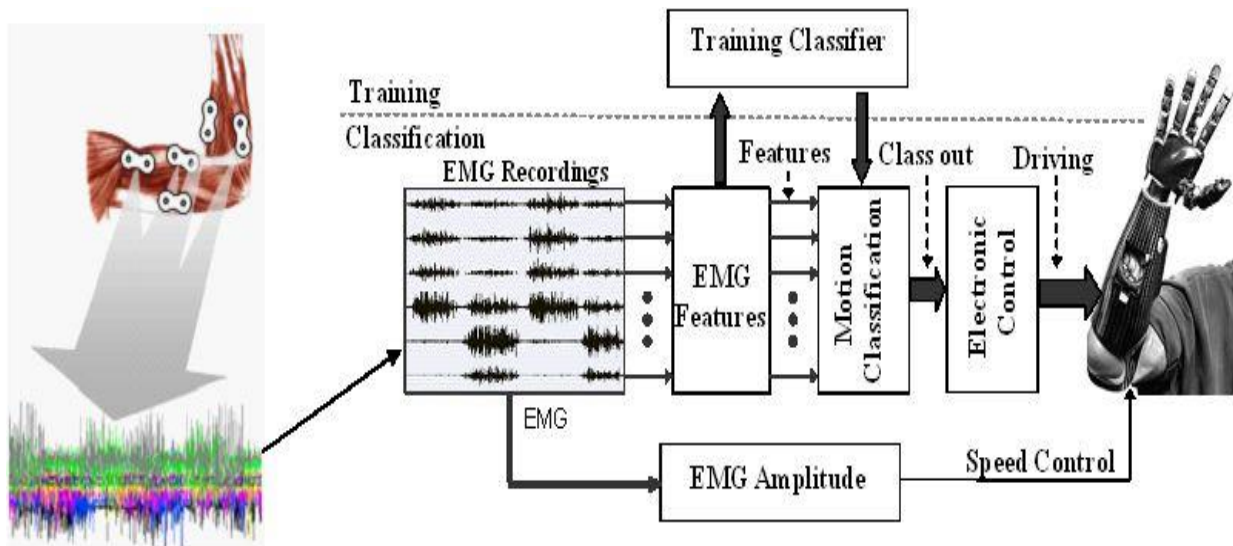 Training Classifier
Training
Classification
EMG Recordings
Features
Class out
Driving
EMG
Features
Motion
Classification
Electronic
Control
EMG
EMG Amplitude
Speed Control